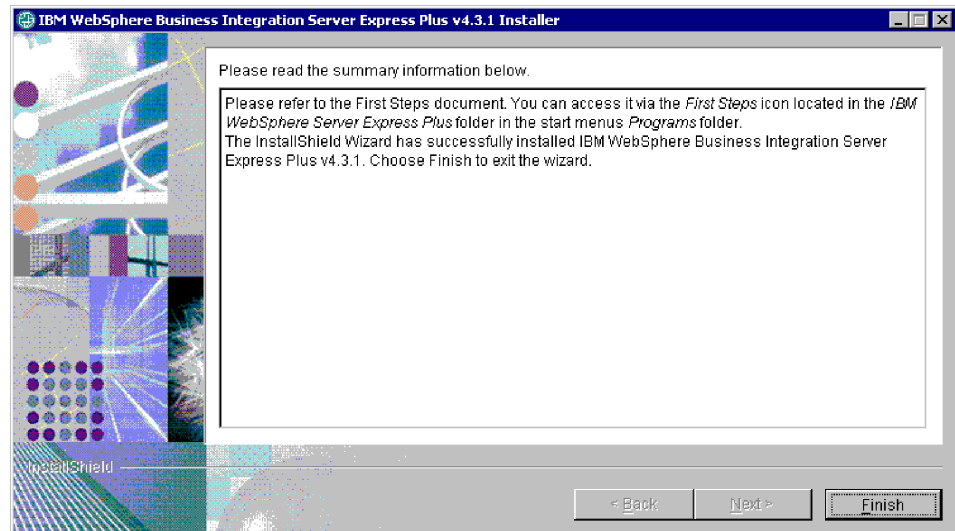 IBM WebSphere Business Integration Server Express Plus v4.3.1 Installer
Please read the summary information below.
Please refer to the First Steps document. You can access it via the First Steps icon located in the IBM
WebSphere Server Express Plus folder in the start menus Programs folder.
The InstallShield Wizard has successfully installed IBM WebSphere Business Integration Server
Express Plus v4.3.1. Choose Finish to exit the wizard.
InstallShield
< Back
Next >
Finish